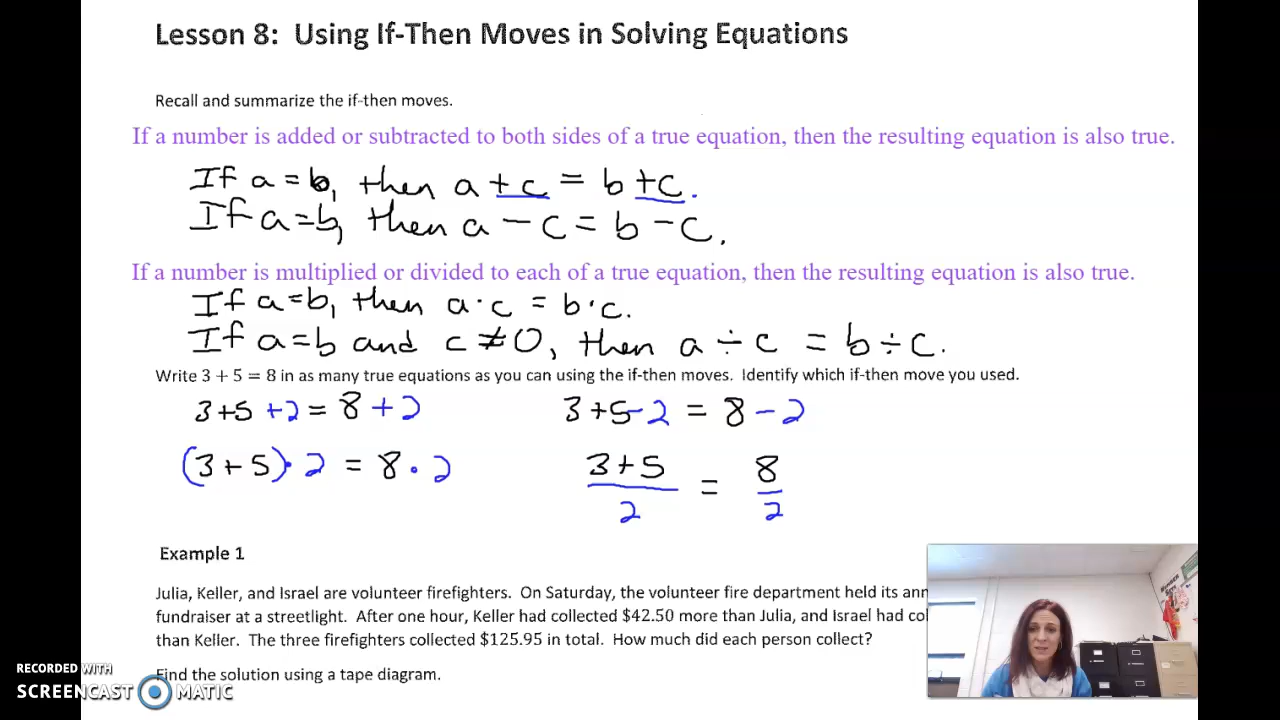 Lesson 8: Using If-Then Moves in Solving Equations
Recall and summarize the if-then moves.
If a number is added or subtracted to both sides of a true equation, then the resulting equation is also true.
If a = b, then a + c = b + c.
If a = b, then a − c = b − c.
If a number is multiplied or divided to each of a true equation, then the resulting equation is also true.
If a = b, then a · c = b · c.
If a = b and c ≠ 0, then a ÷ c = b ÷ c.
Write 3 + 5 = 8 in as many true equations as you can using the if-then moves. Identify which if-then move you used.
3+5 +2 = 8 + 2 3 + 5 - 2 = 8 - 2
(3 + 5) · 2 = 8 · 2 3 + 5 = 8
2 2
Example 1
Julia, Keller, and Israel are volunteer firefighters. On Saturday, the volunteer fire department held its
fundraiser at a streetlight. After one hour, Keller had collected $42.50 more than Julia, and Israel had
than Keller. The three firefighters collected $125.95 in total. How much did each person collect?
Find the solution using a tape diagram.
RECORDED WITH
SCREENCAST MATIC